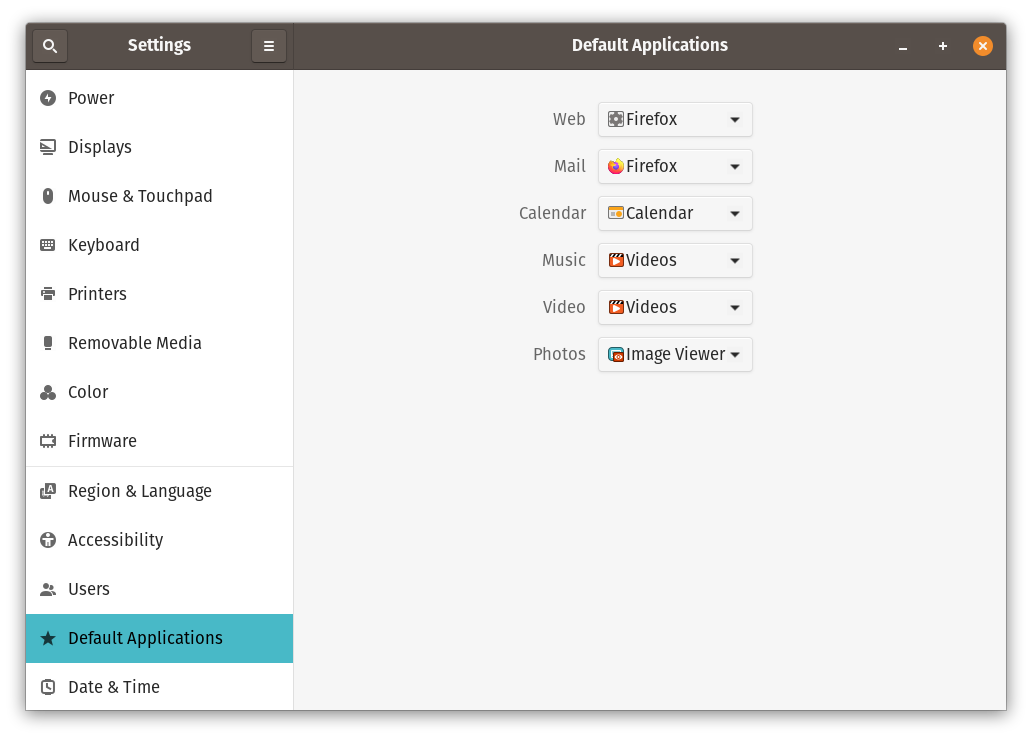 Settings
Default Applications
Power
Displays
Mouse & Touchpad
Keyboard
Printers
Removable Media
Color
Firmware
Region & Language
Accessibility
Users
Default Applications
Date & Time
Web Firefox
Mail Firefox
Calendar Calendar
Music Videos
Video Videos
Photos Image Viewer